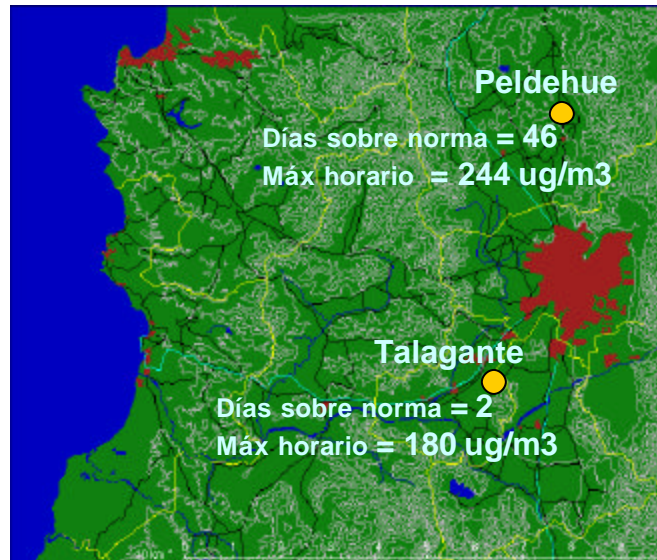 Peldehue
Días sobre norma = 46
Máx horario = 244 ug/m3
Talagante
Días sobre norma = 2
Máx horario = 180 ug/m3